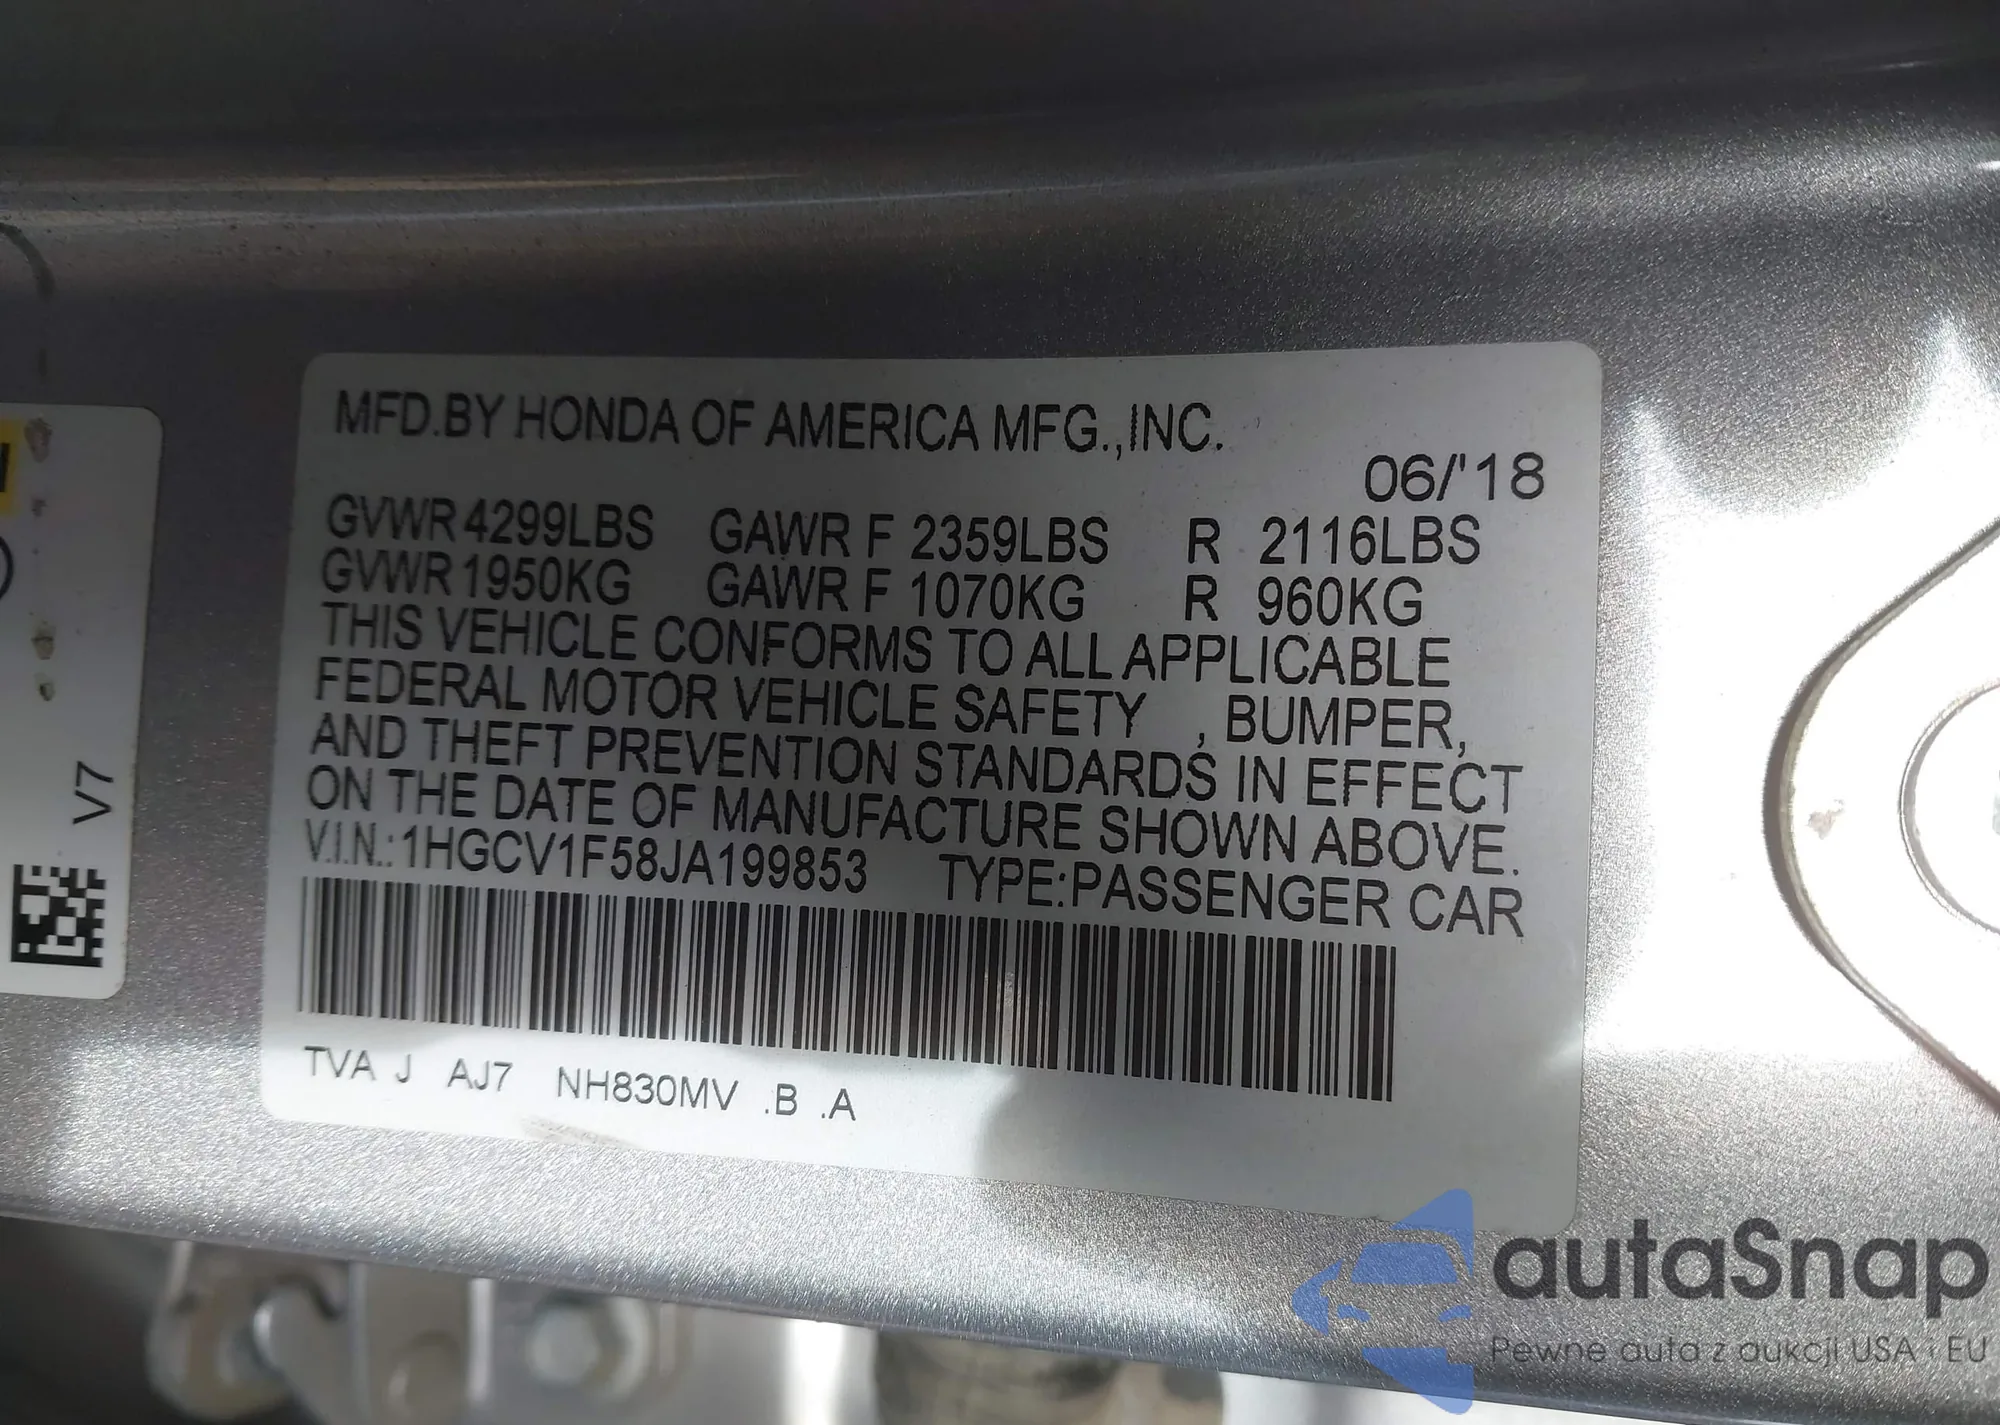 MFD.BY HONDA OF AMERICA MFG.,INC.
06/'18
GVWR 4299LBS GAWR F 2359LBS R 2116LBS
GVWR 1950KG GAWR F 1070KG R 960KG
THIS VEHICLE CONFORMS TO ALL APPLICABLE
FEDERAL MOTOR VEHICLE SAFETY , BUMPER,
AND THEFT PREVENTION STANDARDS IN EFFECT
ON THE DATE OF MANUFACTURE SHOWN ABOVE.
V.I.N.:1HGCV1F58JA199853 TYPE:PASSENGER CAR
TVA J AJ7 NH830MV .B .A
V7
autaSnap
Pewne auta z aukcji USA i EU